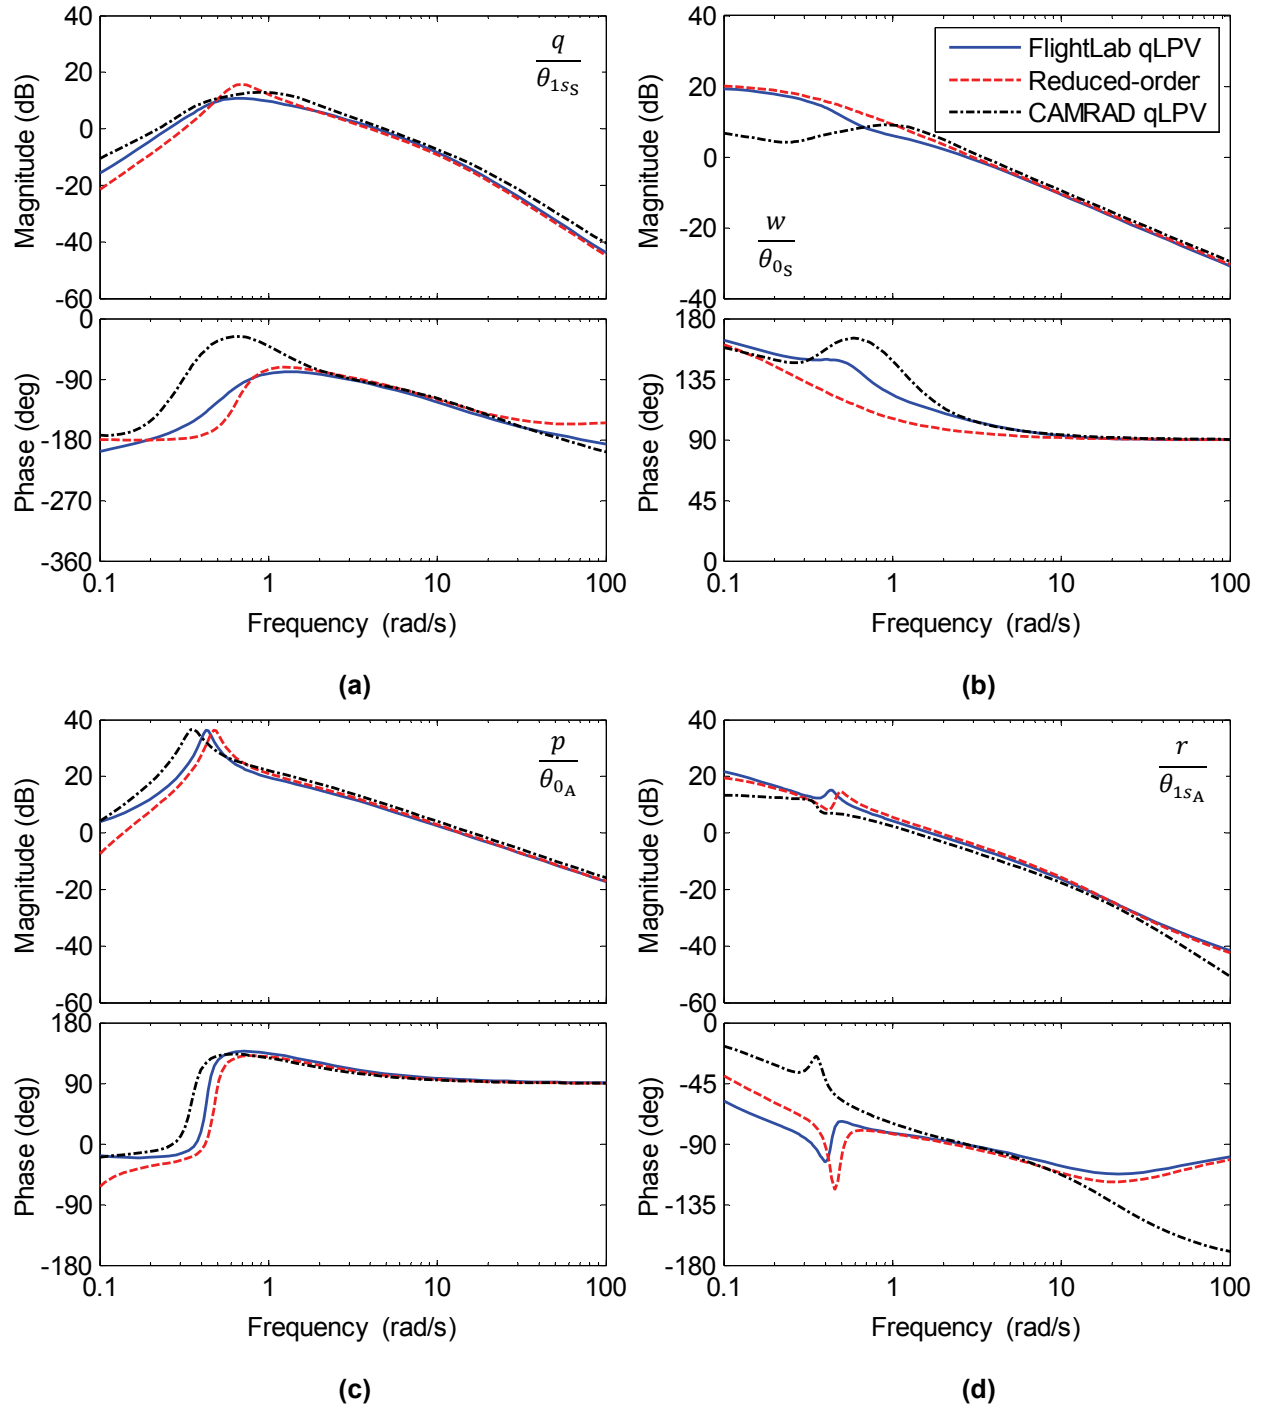 40
20
0
-20
-40
-60
Magnitude (dB)
q
θ1sS
0
-90
-180
-270
-360
Phase (deg)
0.1 1 10 100
Frequency (rad/s)
(a)
40
20
0
-20
-40
Magnitude (dB)
FlightLab qLPV
Reduced-order
CAMRAD qLPV
w
θ0S
180
135
90
45
0
Phase (deg)
0.1 1 10 100
Frequency (rad/s)
(b)
40
20
0
-20
-40
-60
Magnitude (dB)
p
θ0A
180
90
0
-90
-180
Phase (deg)
0.1 1 10 100
Frequency (rad/s)
(c)
40
20
0
-20
-40
-60
Magnitude (dB)
r
θ1sA
0
-45
-90
-135
-180
Phase (deg)
0.1 1 10 100
Frequency (rad/s)
(d)